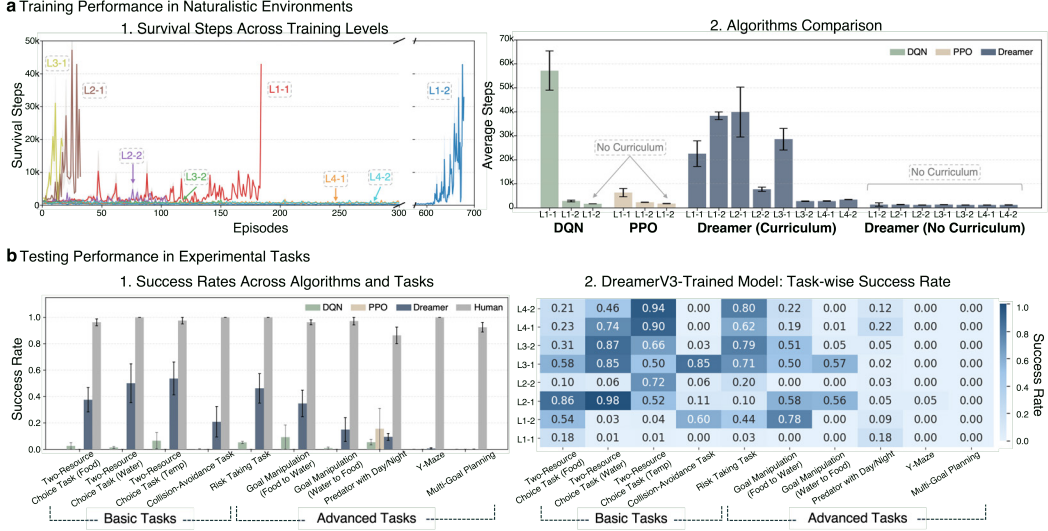 a Training Performance in Naturalistic Environments
1. Survival Steps Across Training Levels
Survival Steps
50k
40k
30k
20k
10k
0
L3-1
L2-1
L1-1
L1-2
L2-2
L3-2
L4-1
L4-2
0 50 100 150 200 250 300 600 700
Episodes
2. Algorithms Comparison
DQN PPO Dreamer
Average Steps
70k
60k
50k
40k
30k
20k
10k
0
No Curriculum
No Curriculum
L1-1 L1-2 L1-2 L1-1 L1-2 L1-2 L1-1 L1-2 L2-1 L2-2 L3-1 L4-1 L4-2 L1-2 L2-1 L2-2 L3-1 L3-2 L4-1 L4-2
DQN PPO Dreamer (Curriculum) Dreamer (No Curriculum)
b Testing Performance in Experimental Tasks
1. Success Rates Across Algorithms and Tasks
DQN PPO Dreamer Human
Success Rate
1.0
0.8
0.6
0.4
0.2
0.0
Two-Resource
Choice Task (Food)
Two-Resource
Choice Task (Water)
Two-Resource
Choice Task (Temp)
Collision-Avoidance Task
Risk Taking Task
Goal Manipulation
(Food to Water)
Goal Manipulation
(Water to Food)
Predator with Day/Night
Y-Maze
Multi-Goal Planning
Basic Tasks
Advanced Tasks
2. DreamerV3-Trained Model: Task-wise Success Rate
L4-2 0.21 0.46 0.94 0.00 0.80 0.22 0.00 0.12 0.00 0.00
L4-1 0.23 0.74 0.90 0.00 0.62 0.19 0.01 0.22 0.00 0.00
L3-2 0.31 0.87 0.66 0.03 0.79 0.51 0.05 0.05 0.00 0.00
L3-1 0.58 0.85 0.50 0.85 0.71 0.51 0.57 0.02 0.00 0.00
L2-2 0.10 0.06 0.72 0.06 0.20 0.00 0.00 0.03 0.00 0.00
L2-1 0.86 0.98 0.52 0.11 0.10 0.58 0.56 0.05 0.05 0.00
L1-2 0.54 0.03 0.04 0.60 0.44 0.78 0.00 0.09 0.00 0.00
L1-1 0.18 0.01 0.01 0.00 0.03 0.00 0.00 0.18 0.00 0.00
1.0
0.8
0.6
0.4
0.2
0.0
Success Rate
Two-Resource
Choice Task (Food)
Two-Resource
Choice Task (Water)
Two-Resource
Choice Task (Temp)
Collision-Avoidance Task
Risk Taking Task
Goal Manipulation
(Food to Water)
Goal Manipulation
(Water to Food)
Predator with Day/Night
Y-Maze
Multi-Goal Planning
Basic Tasks
Advanced Tasks